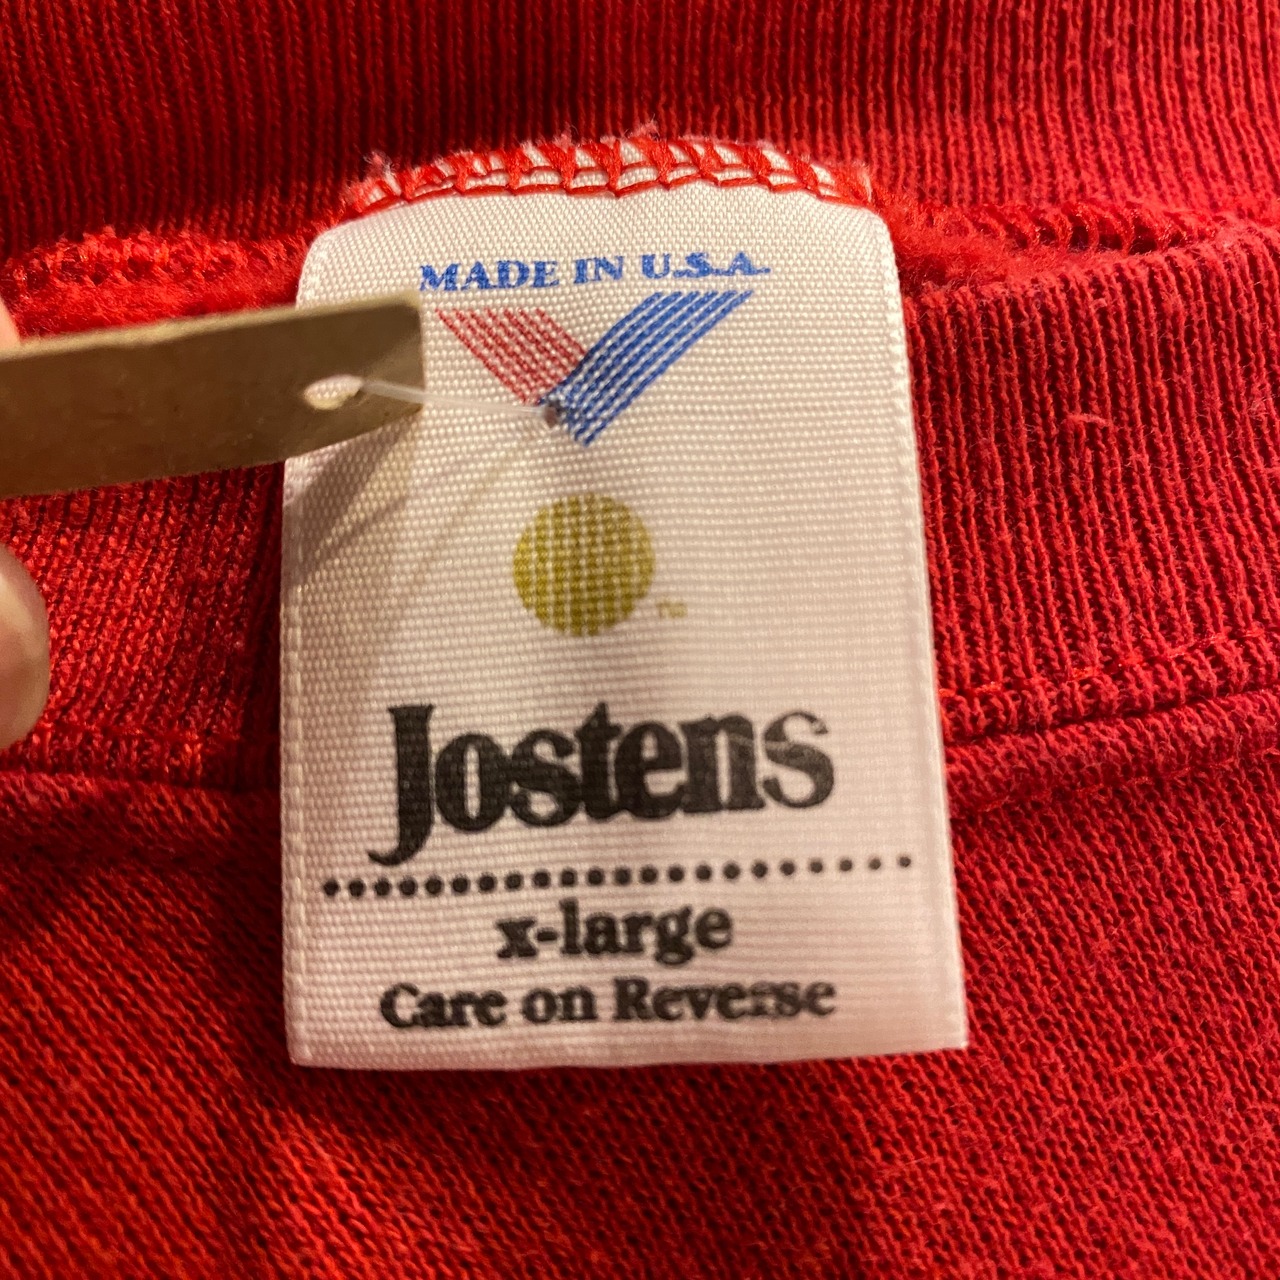 MADE IN U.S.A.
TM
Jostens
x-large
Care on Reverse